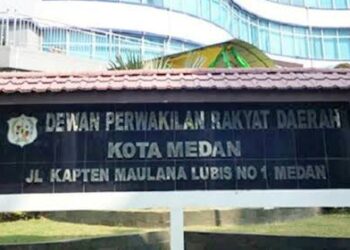 DEWAN PERWAKILAN RAKYAT DAERAH
KOTA MEDAN
JL KAPTEN MAULANA LUBIS NO 1 MEDAN